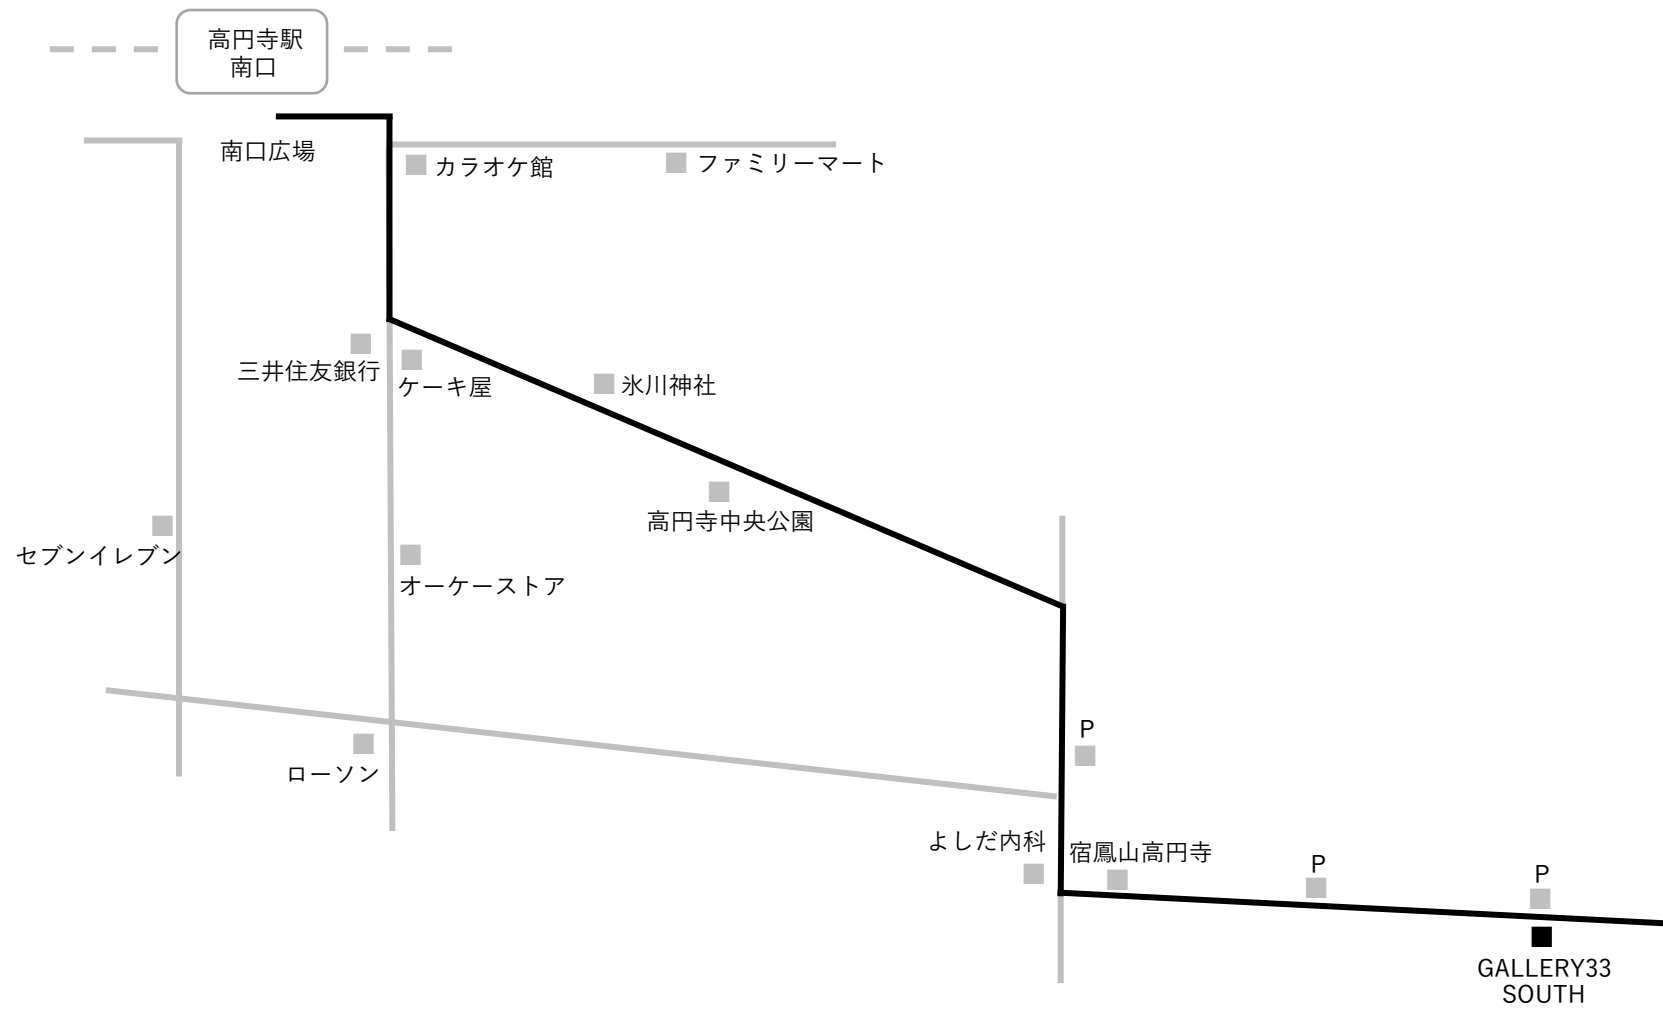 高円寺駅
南口
南口広場
カラオケ館
ファミリーマート
三井住友銀行
ケーキ屋
氷川神社
高円寺中央公園
セブンイレブン
オーケーストア
P
ローソン
よしだ内科
宿鳳山高円寺
P
P
GALLERY33
SOUTH